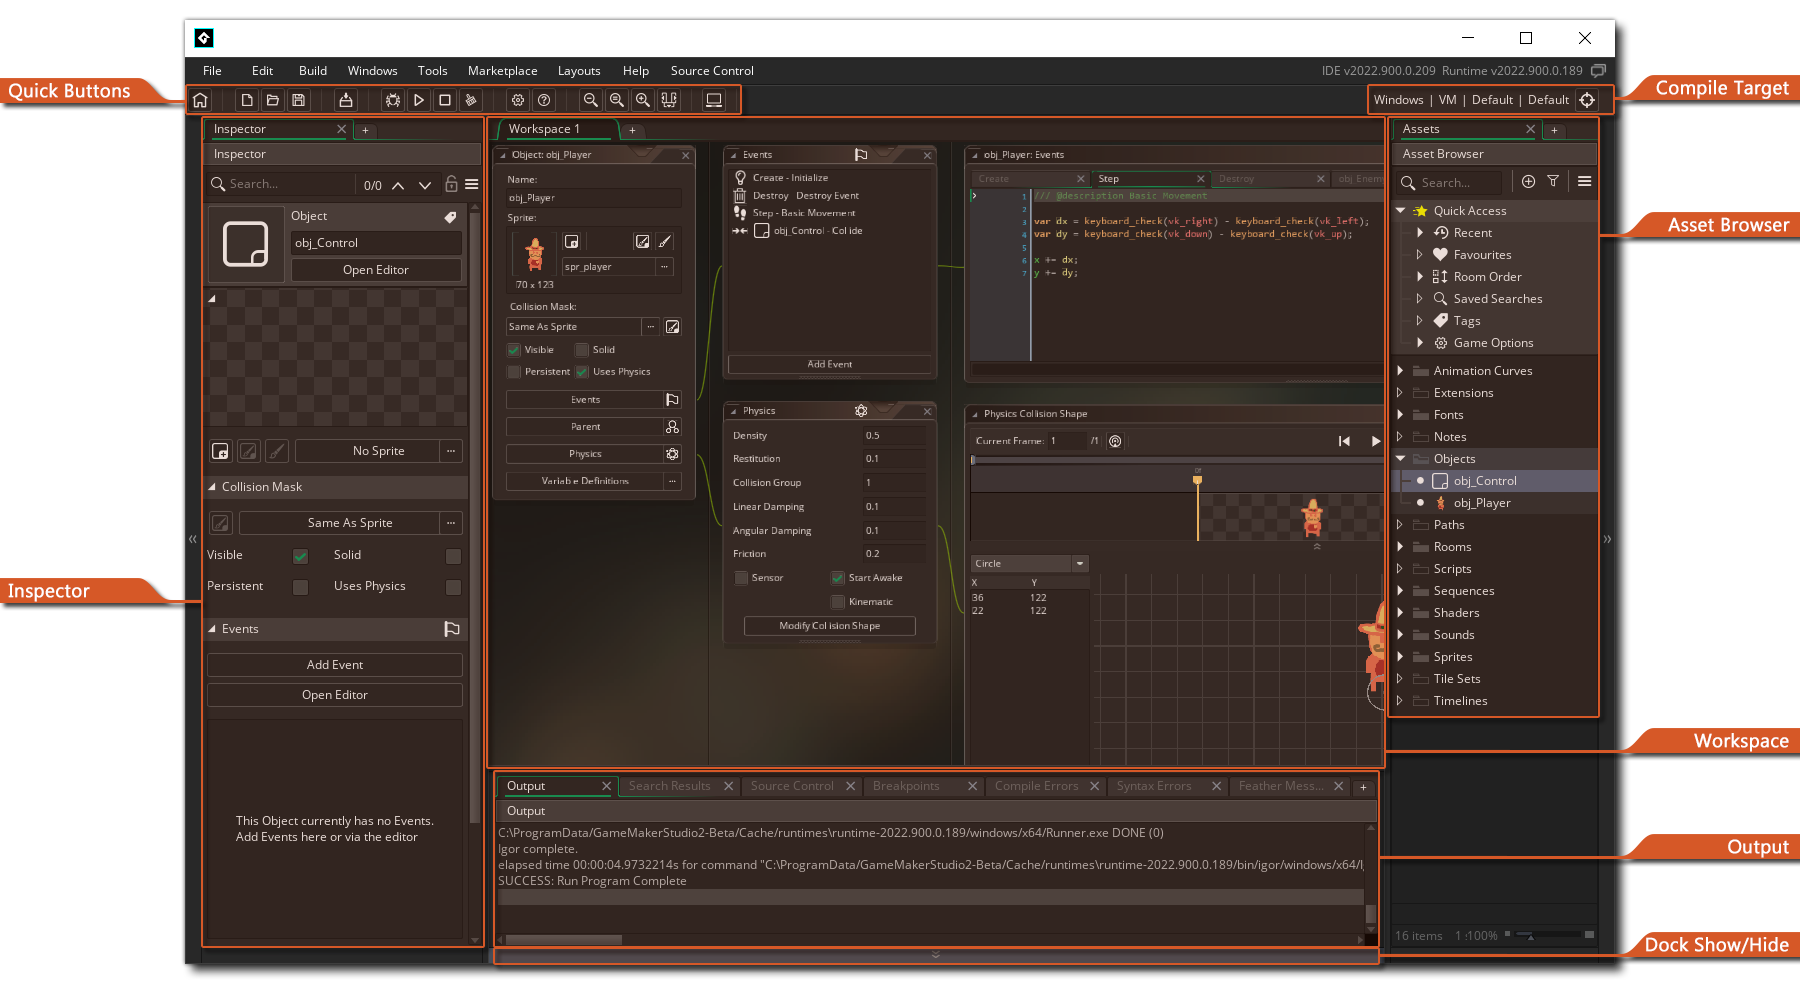 File Edit Build Windows Tools Marketplace Layouts Help Source Control
IDE v2022.900.0.209 Runtime v2022.900.0.189
Quick Buttons
Compile Target
Windows | VM | Default | Default
Inspector
Inspector
Search...
0/0
Object
obj_Control
Open Editor
No Sprite
Collision Mask
Same As Sprite
Visible
Solid
Persistent
Uses Physics
Events
Add Event
Open Editor
This Object currently has no Events.
Add Events here or via the editor
Inspector
Workspace 1
Object: obj_Player
Name:
obj_Player
Sprite:
spr_player
70 x 123
Collision Mask:
Same As Sprite
Visible
Solid
Persistent
Uses Physics
Events
Parent
Physics
Variable Definitions
Events
Create - Initialize
Destroy Destroy Event
Step - Basic Movement
obj_Control - Collide
Add Event
Physics
Density 0.5
Restitution 0.1
Collision Group 1
Linear Damping 0.1
Angular Damping 0.1
Friction 0.2
Sensor
Start Awake
Kinematic
Modify Collision Shape
obj_Player: Events
Create
Step
Destroy
obj_Enemy
1 /// @description Basic Movement
2
3 var dx = keyboard_check(vk_right) - keyboard_check(vk_left);
4 var dy = keyboard_check(vk_down) - keyboard_check(vk_up);
5
6 x += dx;
7 y += dy;
Physics Collision Shape
Current Frame: 1 /1
0f
Circle
X Y
36 122
22 122
Assets
Asset Browser
Search...
Quick Access
Recent
Favourites
Room Order
Saved Searches
Tags
Game Options
Animation Curves
Extensions
Fonts
Notes
Objects
obj_Control
obj_Player
Paths
Rooms
Scripts
Sequences
Shaders
Sounds
Sprites
Tile Sets
Timelines
16 items
100%
Asset Browser
Workspace
Output Search Results Source Control Breakpoints Compile Errors Syntax Errors Feather Mess...
Output
C:\ProgramData/GameMakerStudio2-Beta/Cache/runtimes\runtime-2022.900.0.189/windows/x64/Runner.exe DONE (0)
Igor complete.
elapsed time 00:00:04.9732214s for command "C:\ProgramData/GameMakerStudio2-Beta/Cache/runtimes\runtime-2022.900.0.189/bin/igor/windows/x64/I
SUCCESS: Run Program Complete
Output
Dock Show/Hide